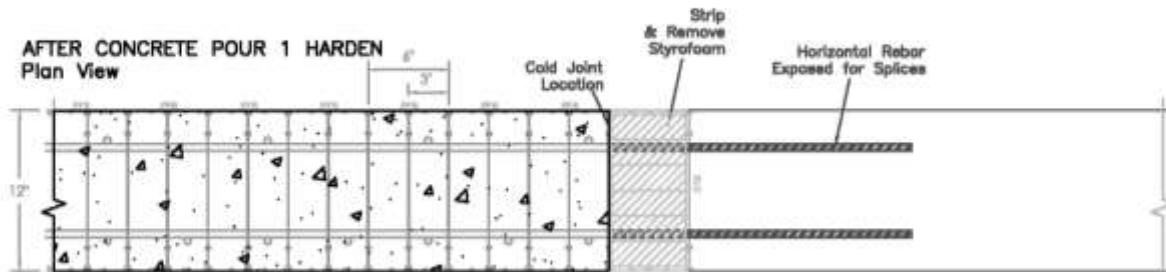 AFTER CONCRETE POUR 1 HARDEN
Plan View
6"
3"
Cold Joint
Location
Strip
& Remove
Styrofoam
Horizontal Rebar
Exposed for Splices
12"